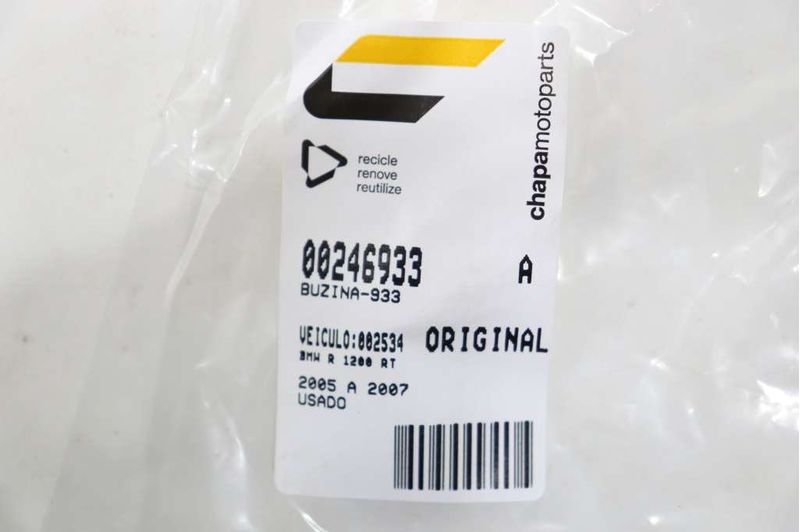 recicle
renove
reutilize
chapamotoparts
00246933 A
BUZINA-933
VEICULO:002534 ORIGINAL
BMW R 1200 RT
2005 A 2007
USADO